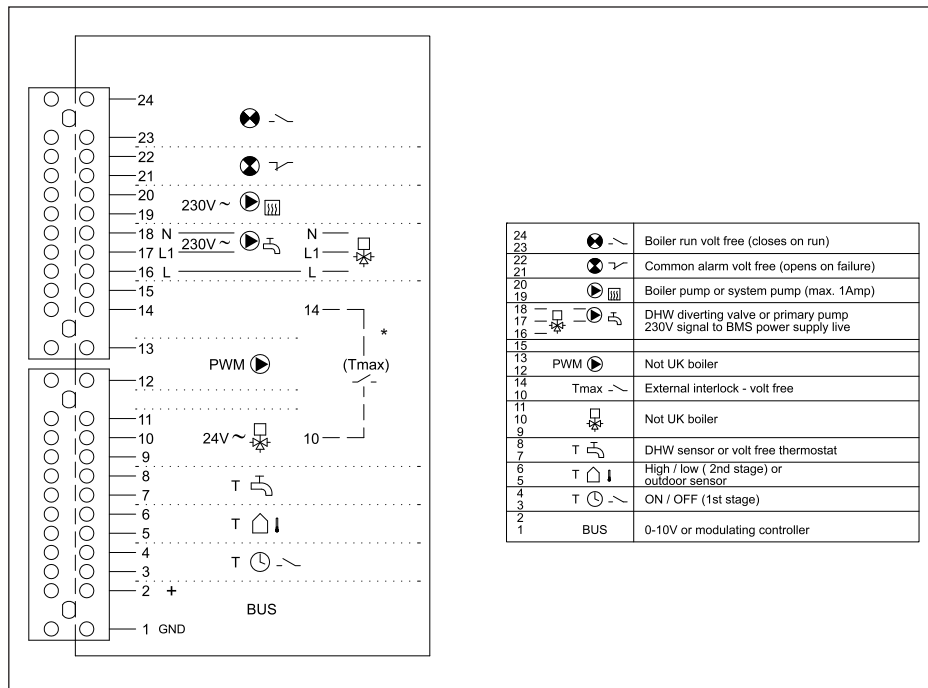 24
23
22
21
20
230V ~
19
18 N N
230V ~
17 L1 L1
16 L L
15
14 14
*
13
PWM (Tmax)
12
11
10 24V ~ 10
9
8
T
7
6
T
5
4
T
3
2 +
BUS
1 GND
24
23 Boiler run volt free (closes on run)
22
21 Common alarm volt free (opens on failure)
20
19 Boiler pump or system pump (max. 1Amp)
18 DHW diverting valve or primary pump
17 230V signal to BMS power supply live
16
15
13 PWM Not UK boiler
12
14 Tmax External interlock - volt free
10
11
10 Not UK boiler
9
8 T DHW sensor or volt free thermostat
7
6 T High / low ( 2nd stage) or
5 outdoor sensor
4 T ON / OFF (1st stage)
3
2
1 BUS 0-10V or modulating controller